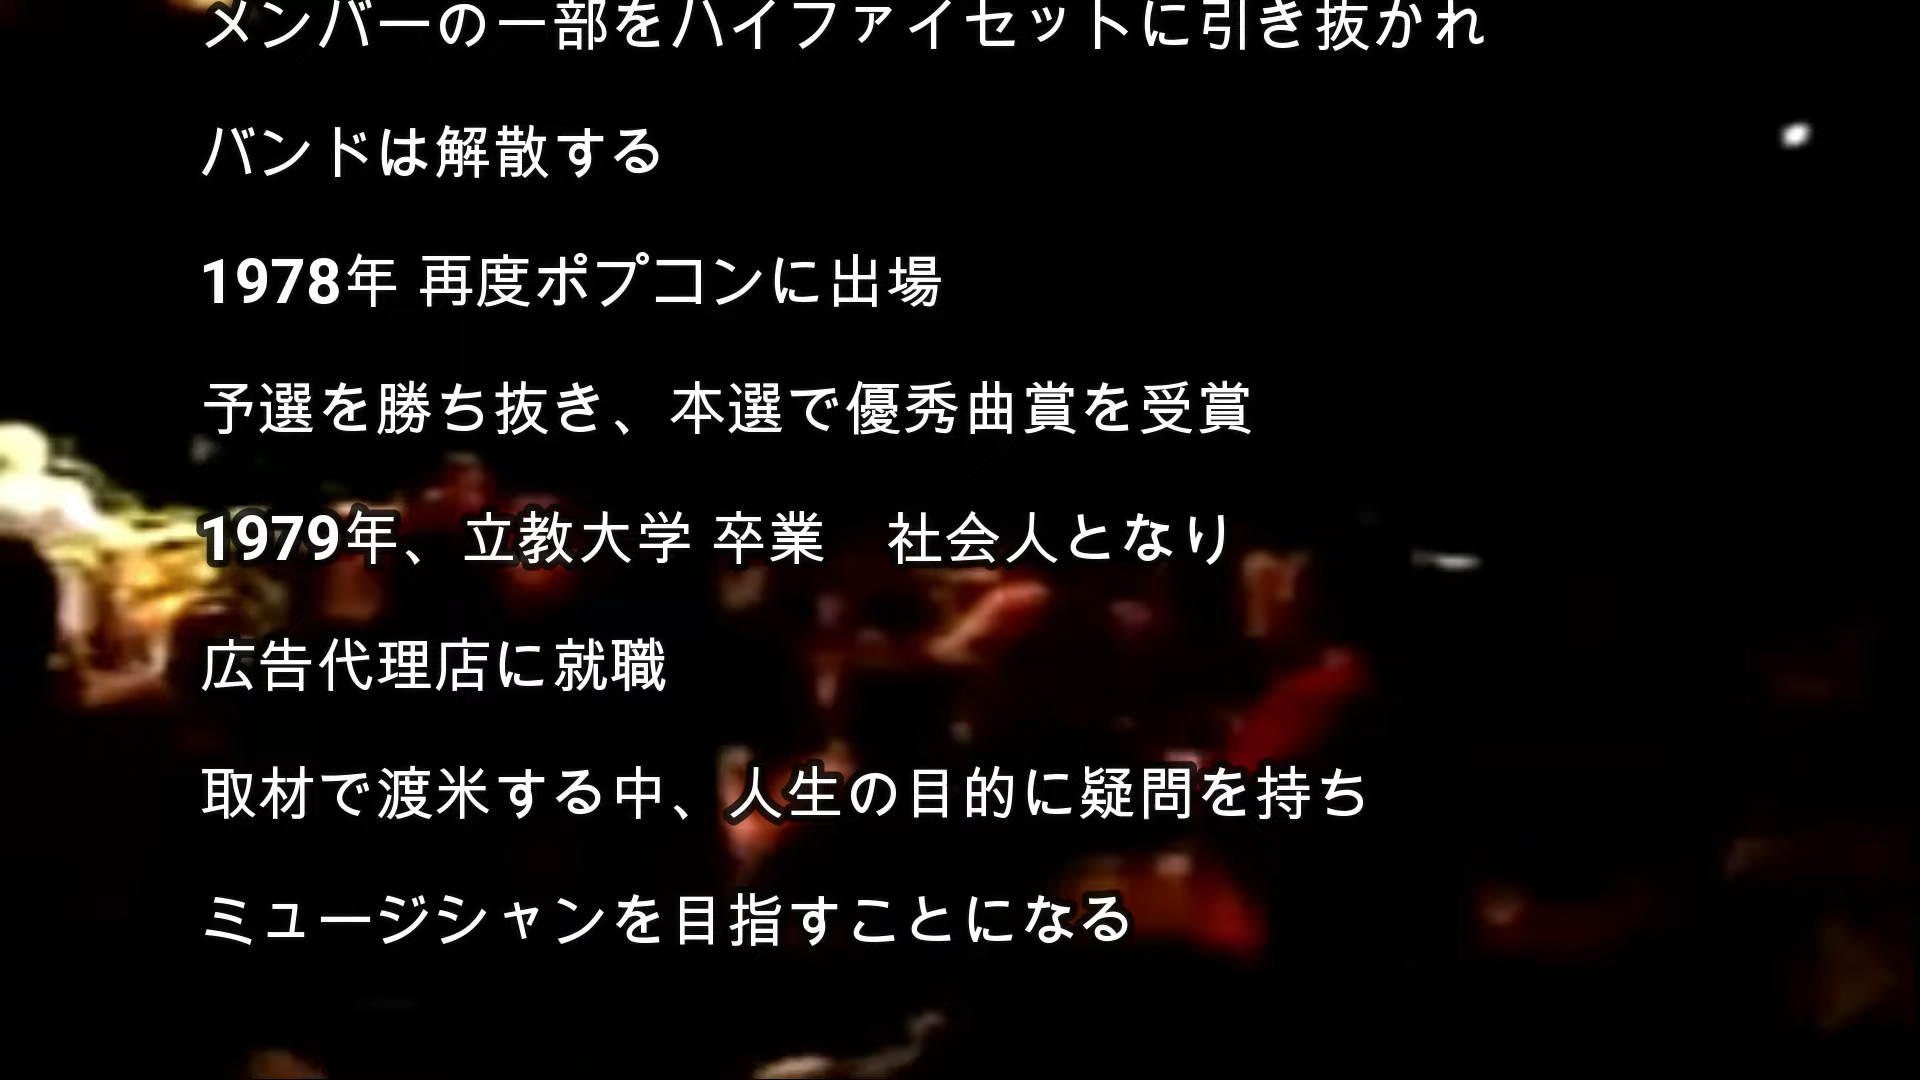 メンバーの一部をハイファイセットに引き抜かれ
バンドは解散する
1978年 再度ポプコンに出場
予選を勝ち抜き、本選で優秀曲賞を受賞
1979年、立教大学 卒業　社会人となり
広告代理店に就職
取材で渡米する中、人生の目的に疑問を持ち
ミュージシャンを目指すことになる